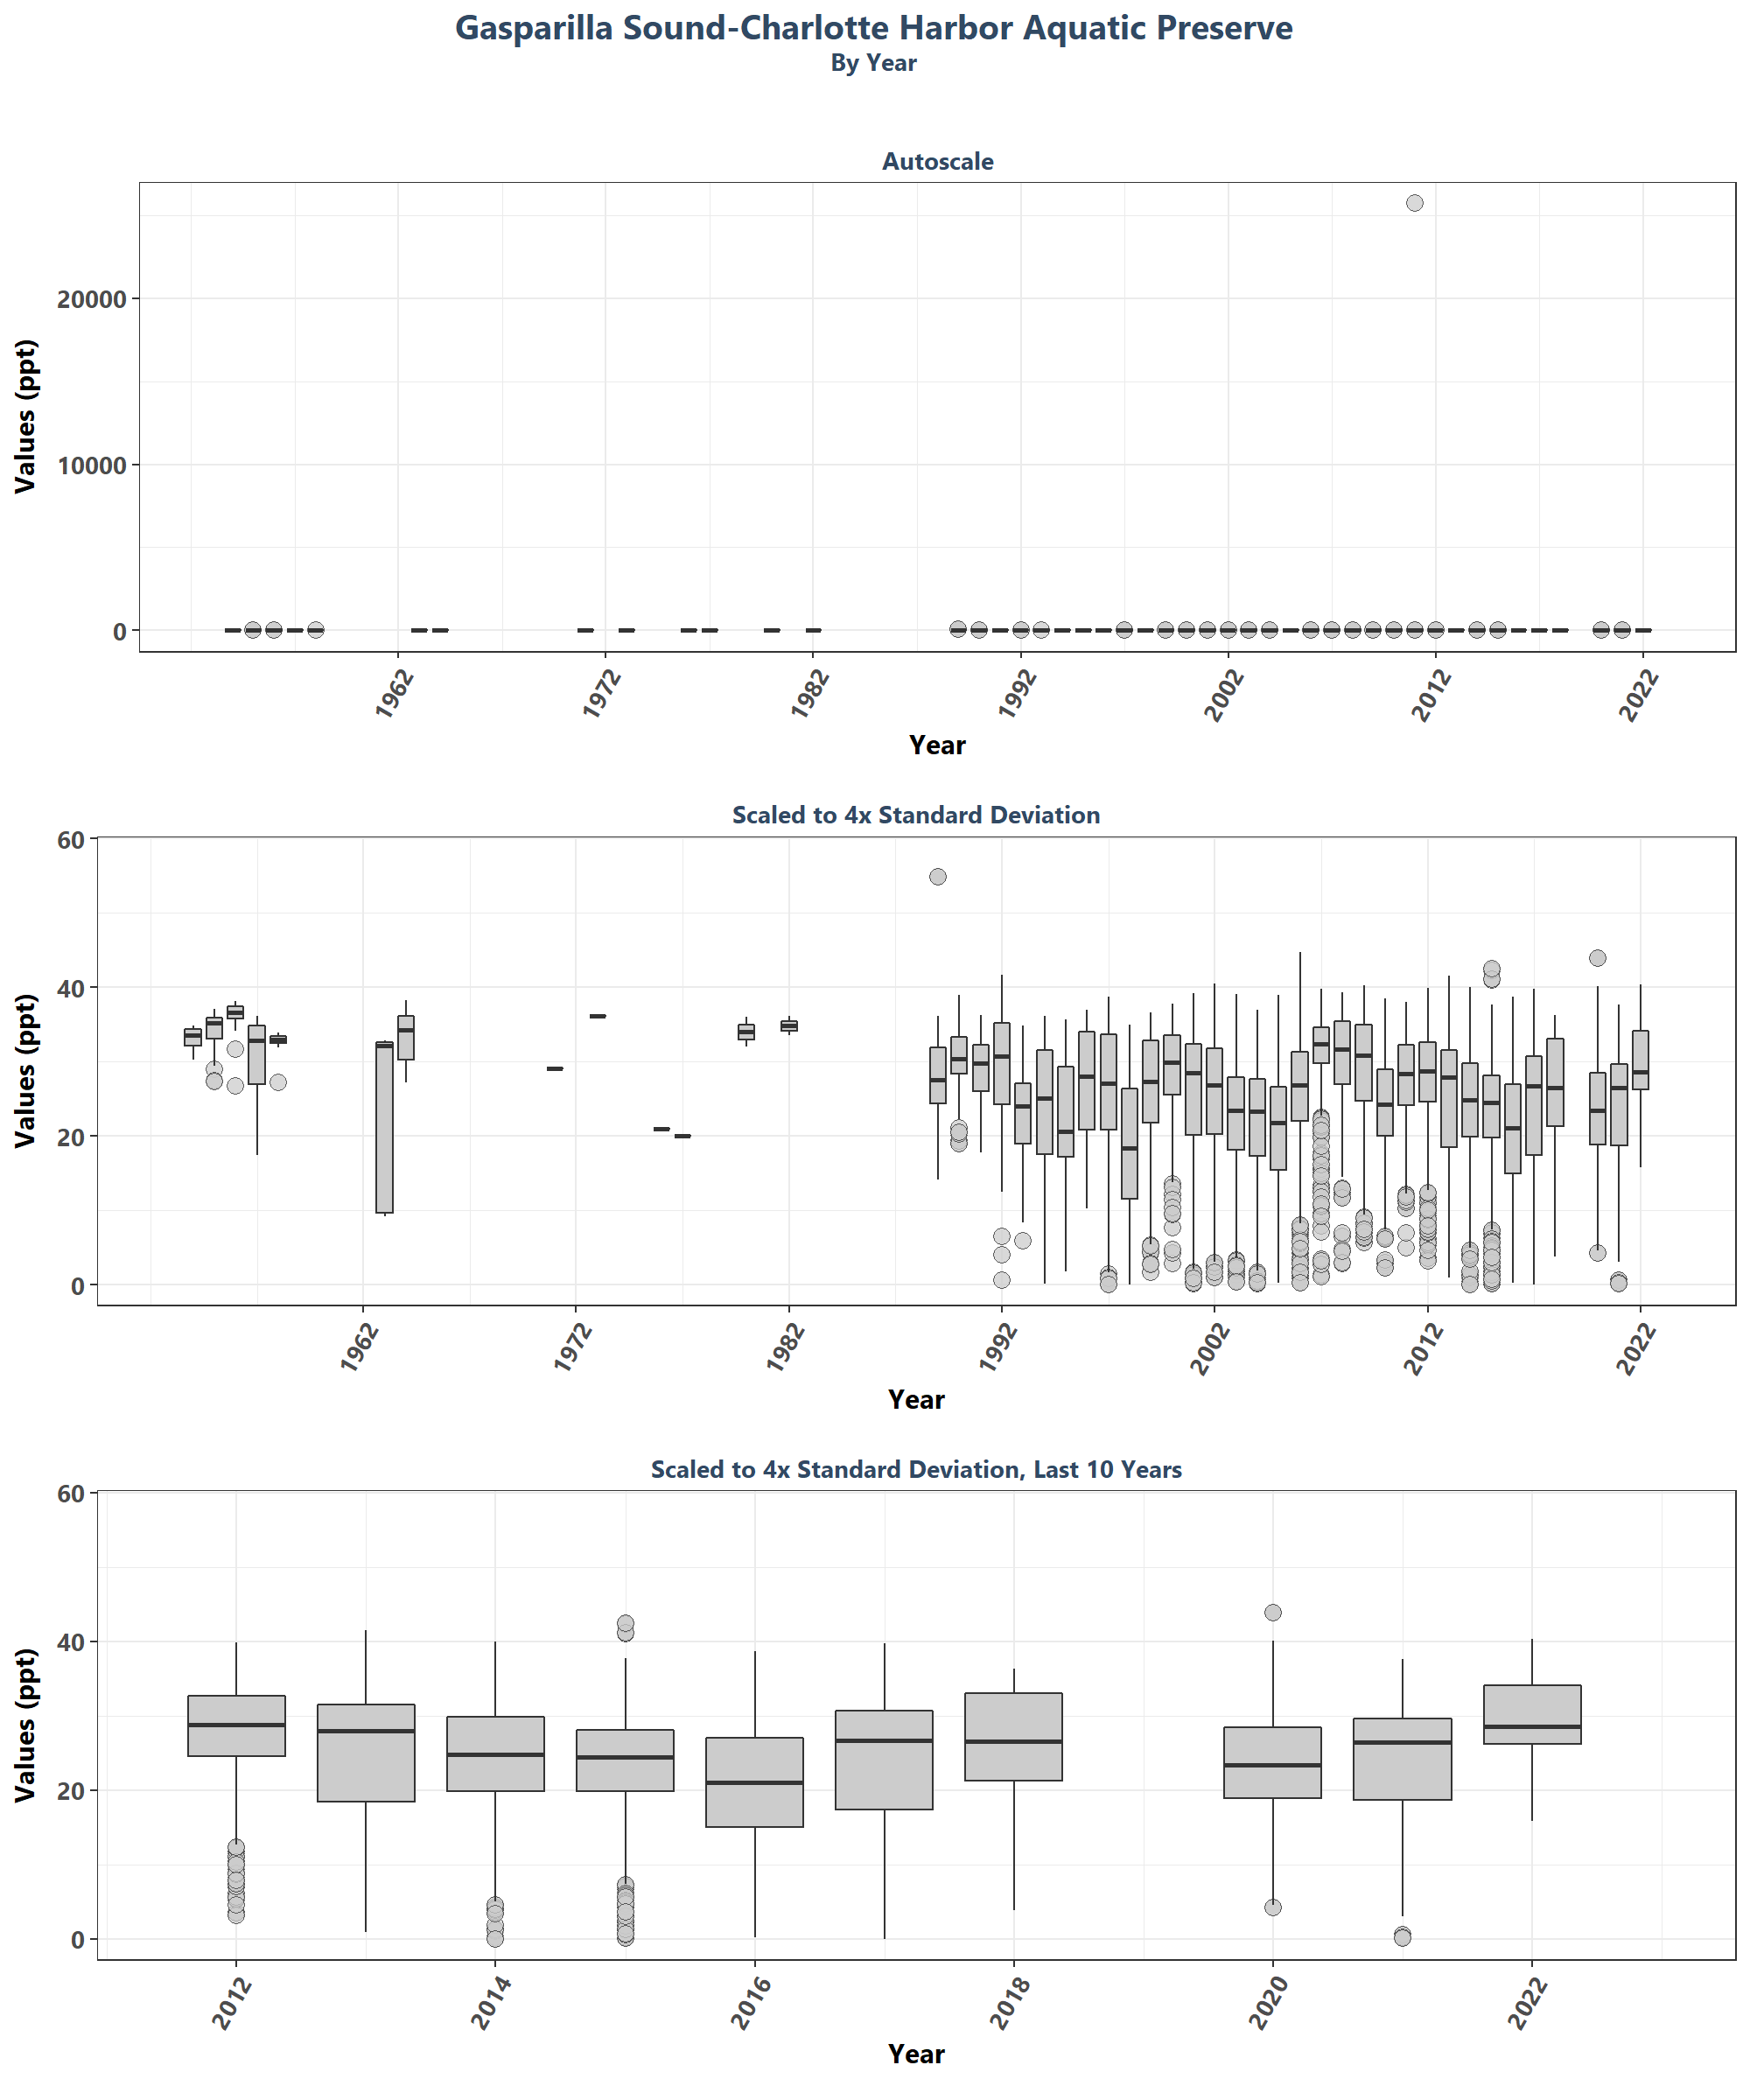 Gasparilla Sound-Charlotte Harbor Aquatic Preserve
By Year
Autoscale
Values (ppt)
20000
10000
0
1962 1972 1982 1992 2002 2012 2022
Year
Scaled to 4x Standard Deviation
Values (ppt)
60
40
20
0
1962 1972 1982 1992 2002 2012 2022
Year
Scaled to 4x Standard Deviation, Last 10 Years
Values (ppt)
60
40
20
0
2012 2014 2016 2018 2020 2022
Year